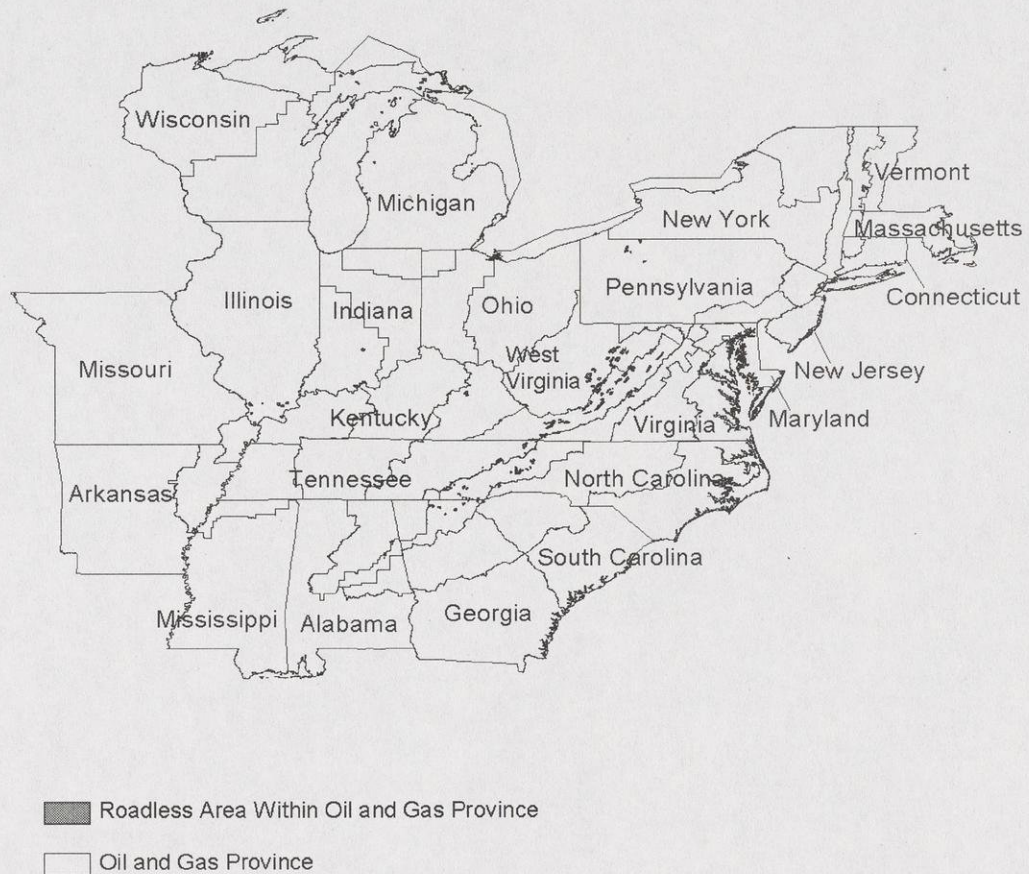 Wisconsin
Michigan
New York
Vermont
Massachusetts
Connecticut
Pennsylvania
New Jersey
Maryland
Illinois
Indiana
Ohio
West
Virginia
Virginia
Missouri
Kentucky
Tennessee
North Carolina
Arkansas
South Carolina
Mississippi
Alabama
Georgia
Roadless Area Within Oil and Gas Province
Oil and Gas Province